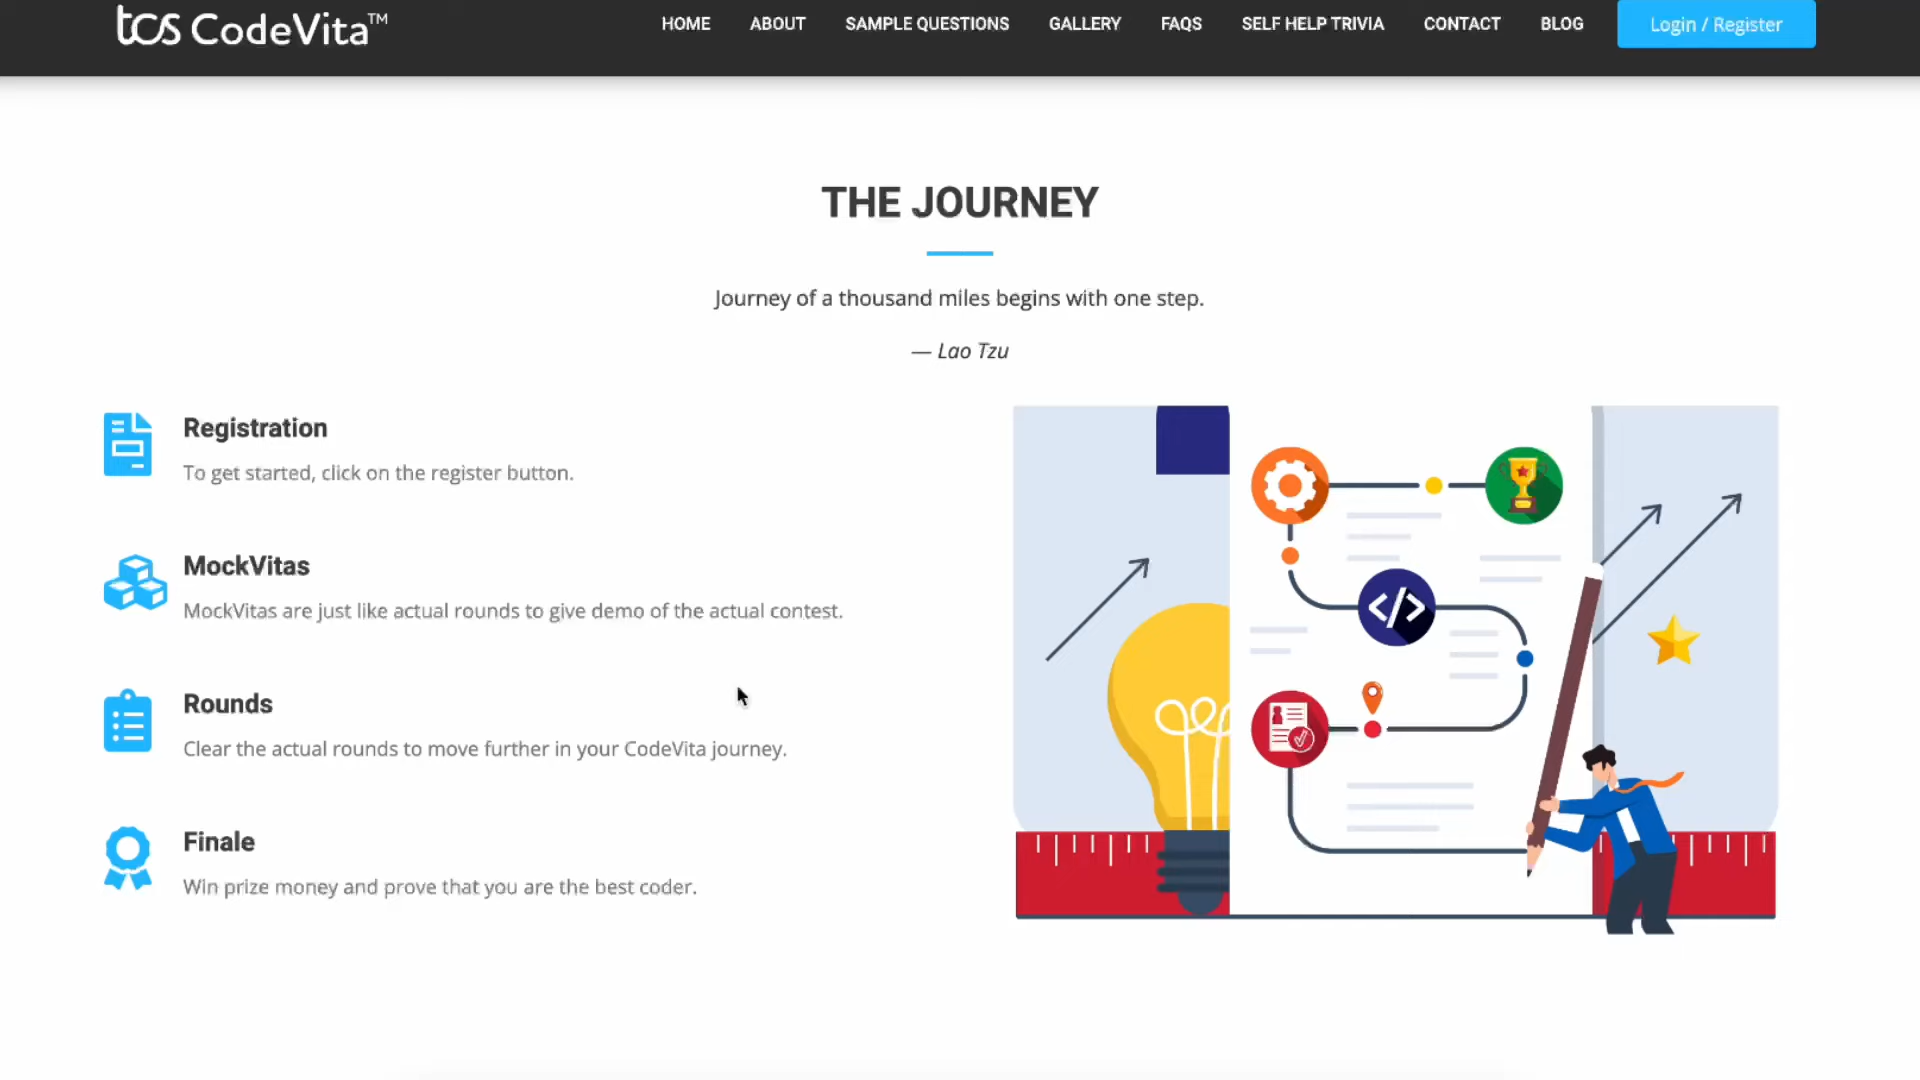 tcs CodeVita™
HOME ABOUT SAMPLE QUESTIONS GALLERY FAQS SELF HELP TRIVIA CONTACT BLOG Login / Register
THE JOURNEY
Journey of a thousand miles begins with one step.
— Lao Tzu
Registration
To get started, click on the register button.
MockVitas
MockVitas are just like actual rounds to give demo of the actual contest.
Rounds
Clear the actual rounds to move further in your CodeVita journey.
Finale
Win prize money and prove that you are the best coder.